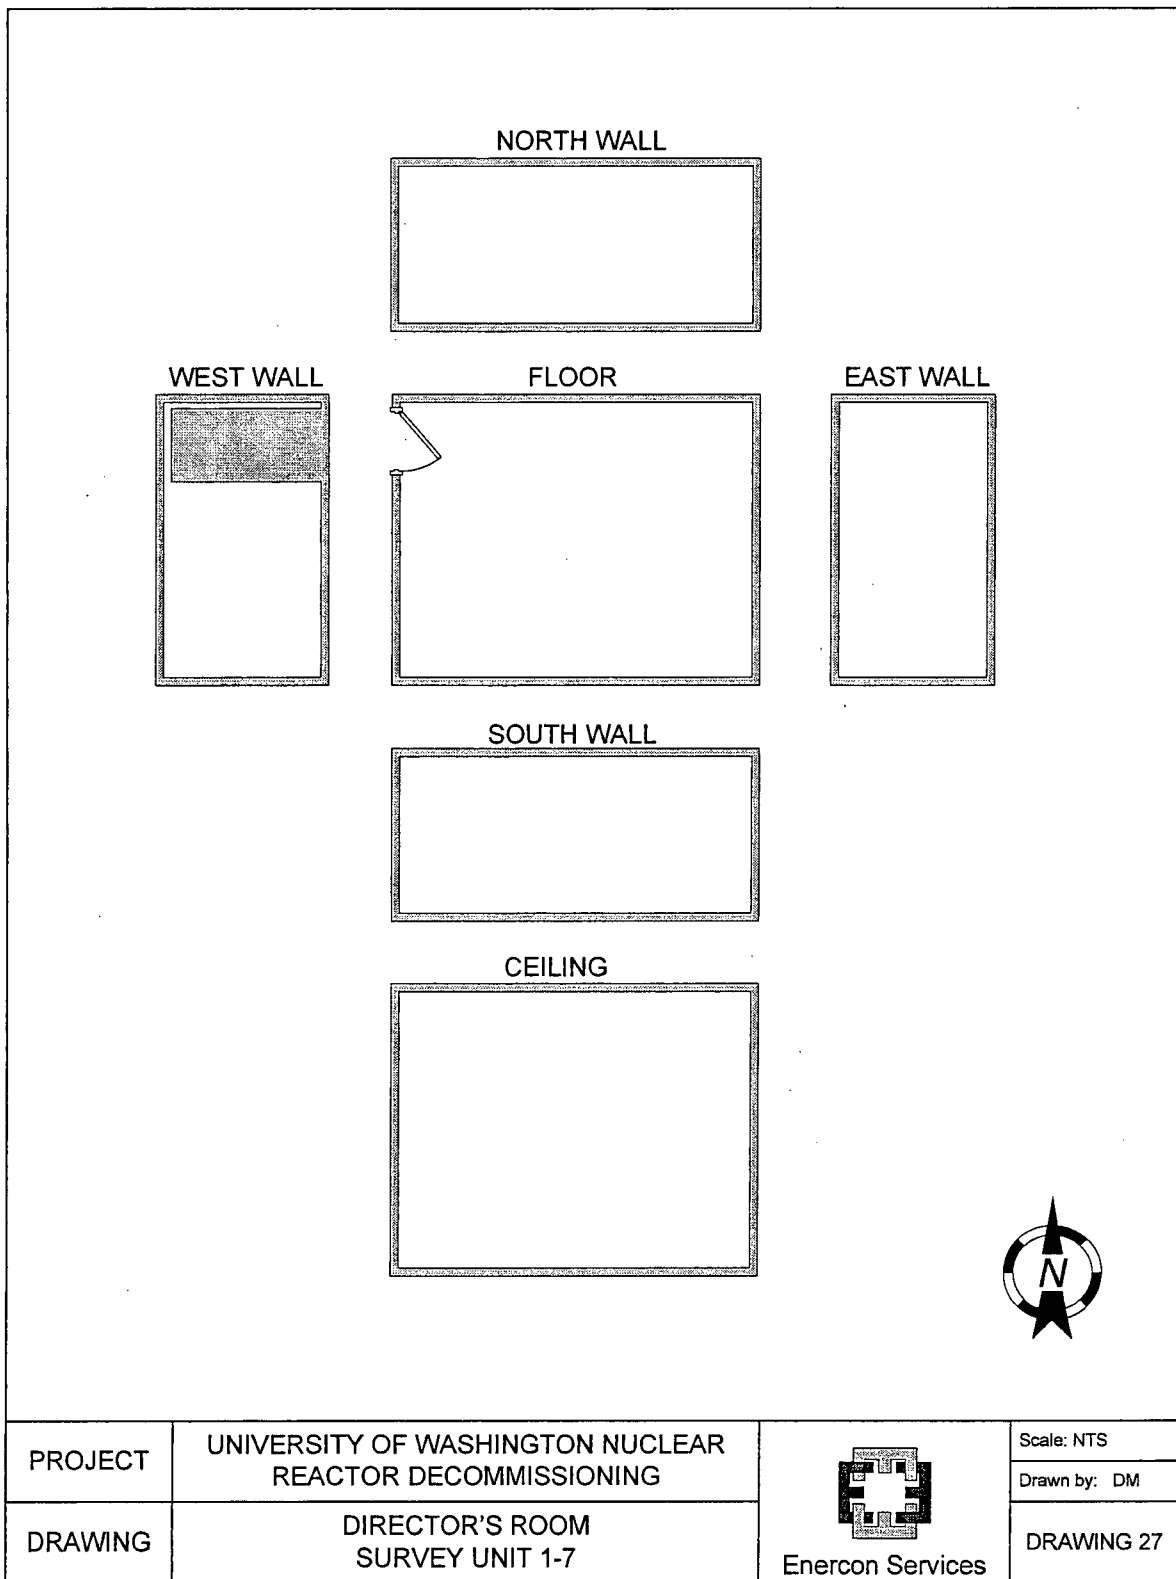 NORTH WALL
WEST WALL
FLOOR
EAST WALL
SOUTH WALL
CEILING
N
PROJECT
UNIVERSITY OF WASHINGTON NUCLEAR
REACTOR DECOMMISSIONING
DRAWING
DIRECTOR'S ROOM
SURVEY UNIT 1-7
Enercon Services
Scale: NTS
Drawn by: DM
DRAWING 27